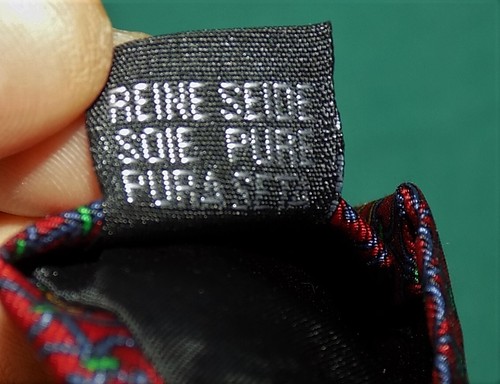 REINE SEIDE
SOIE PURE
PURA SETA